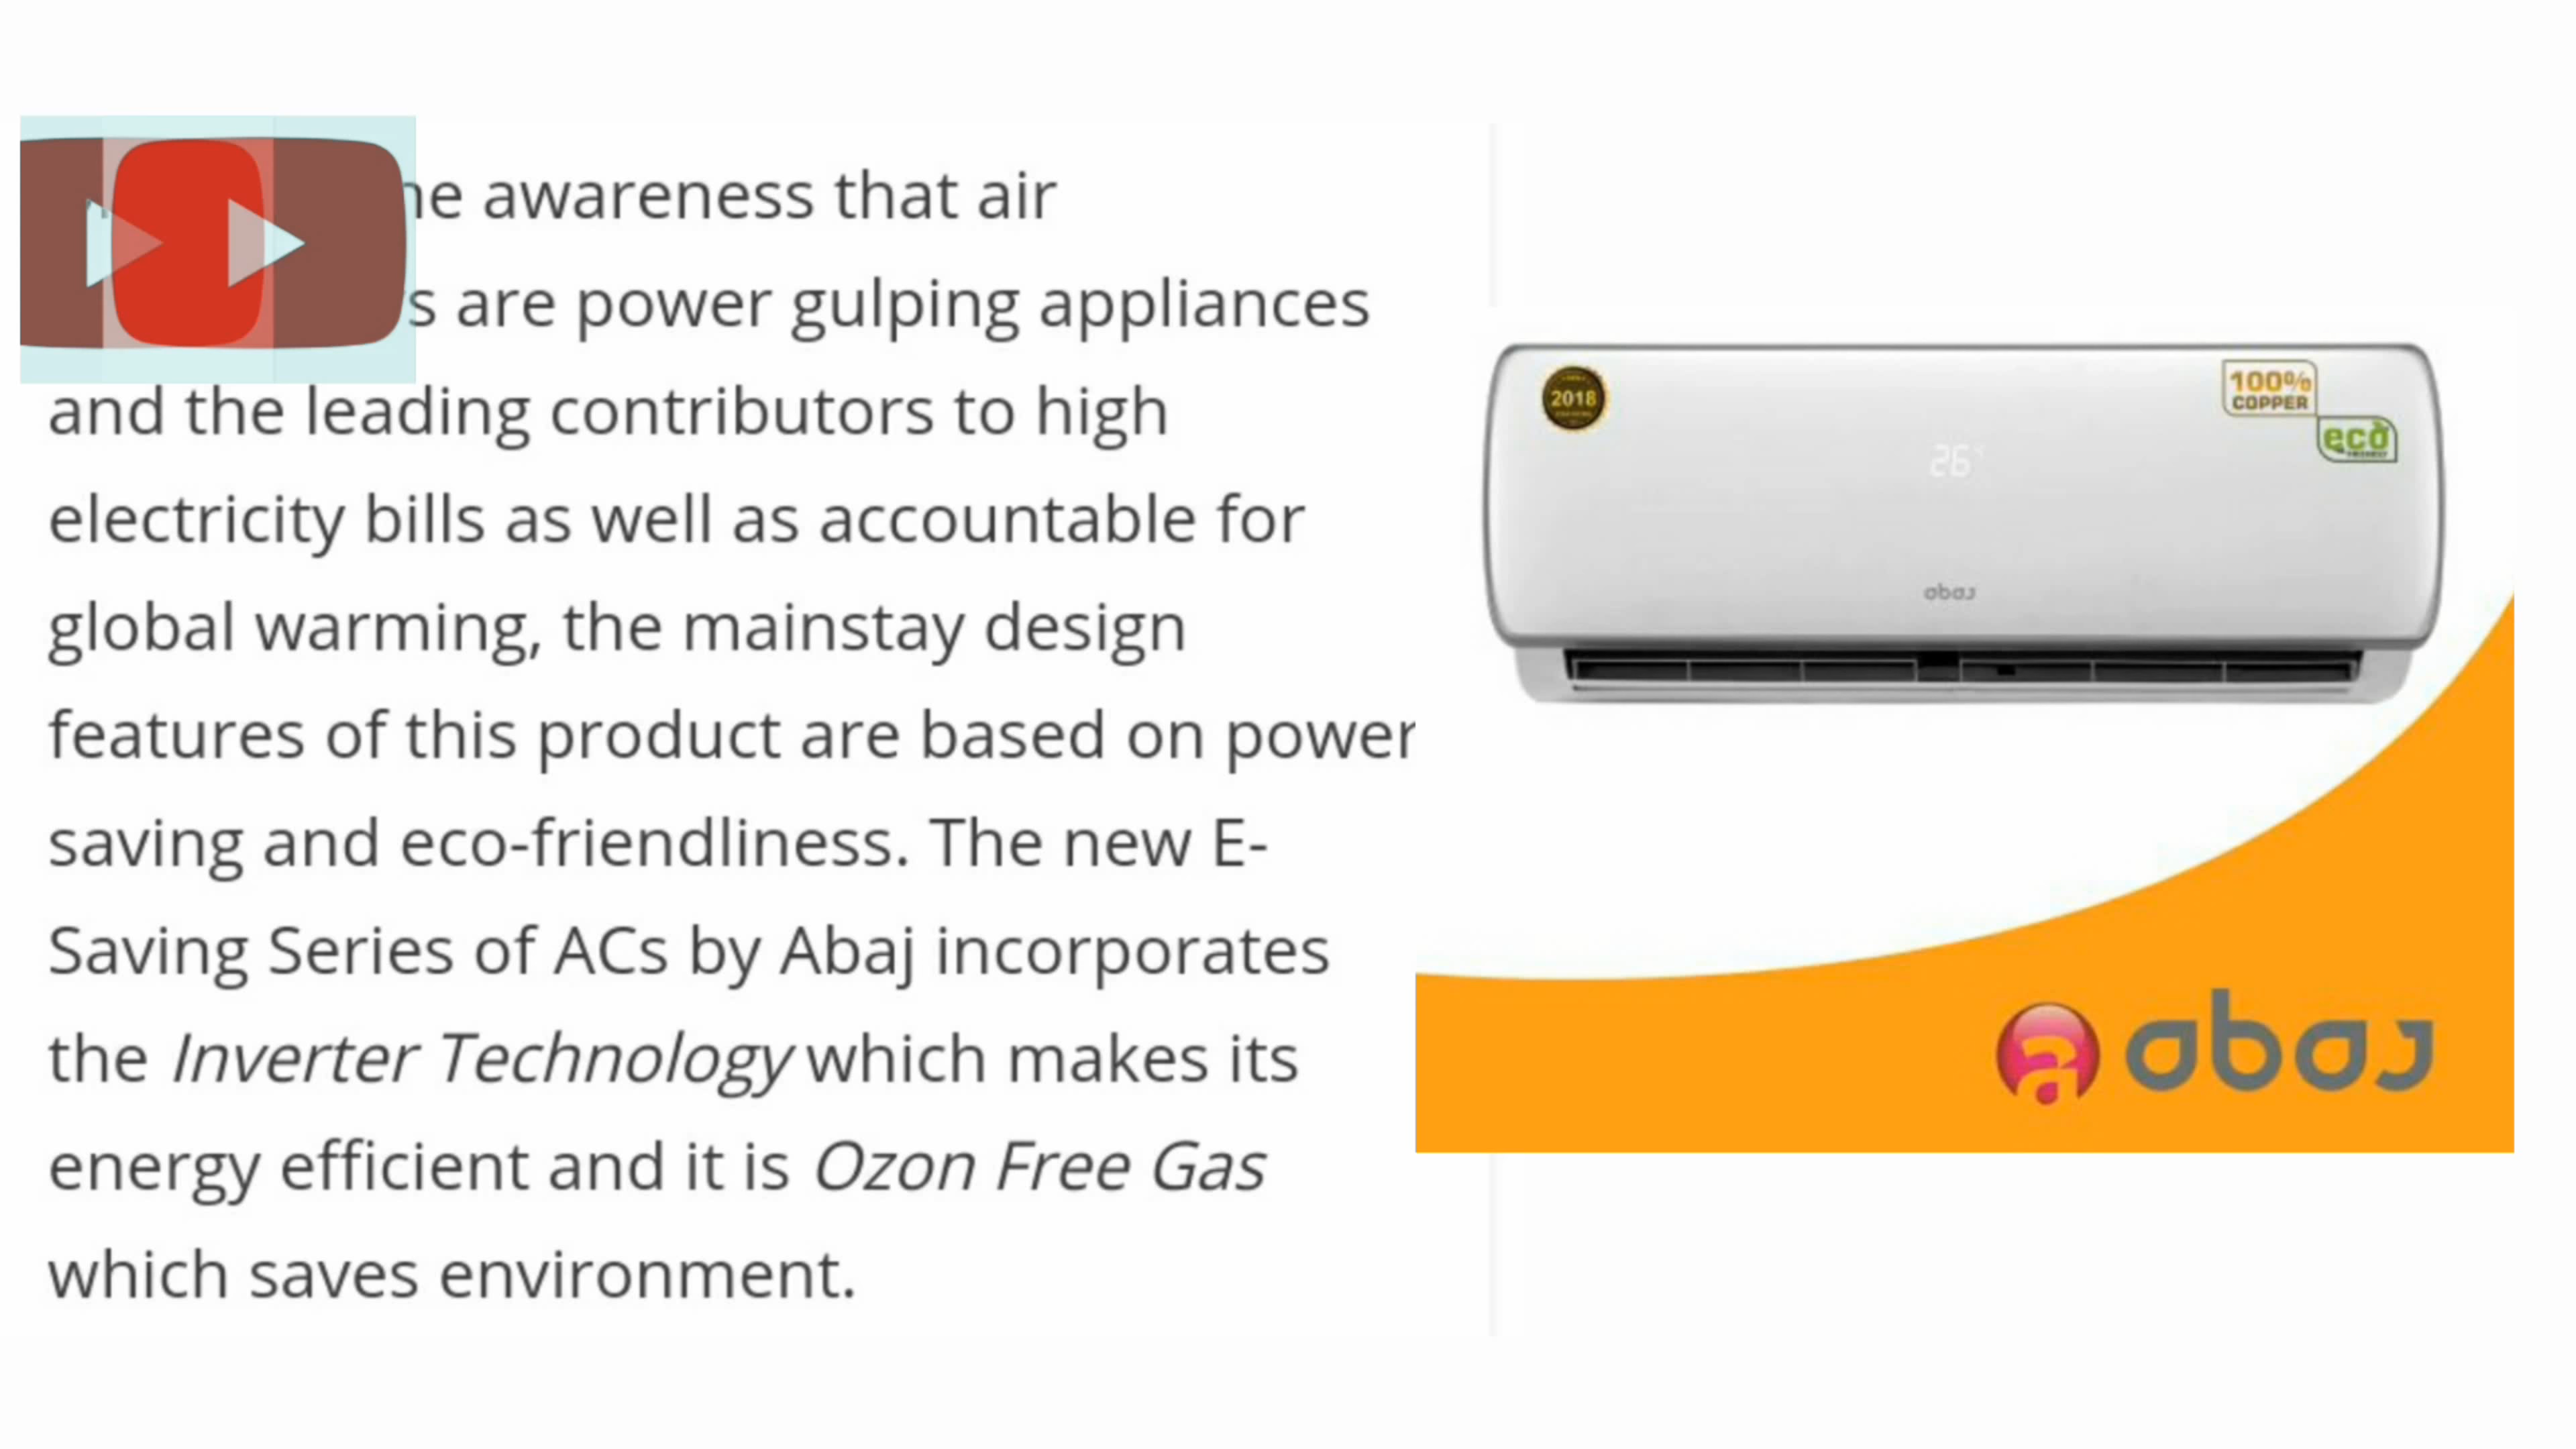 awareness that air
are power gulping appliances
and the leading contributors to high
electricity bills as well as accountable for
global warming, the mainstay design
features of this product are based on power
saving and eco-friendliness. The new E-
Saving Series of ACs by Abaj incorporates
the Inverter Technology which makes its
energy efficient and it is Ozon Free Gas
which saves environment.
2018
100%
COPPER
eco
26
abaj
a abaj